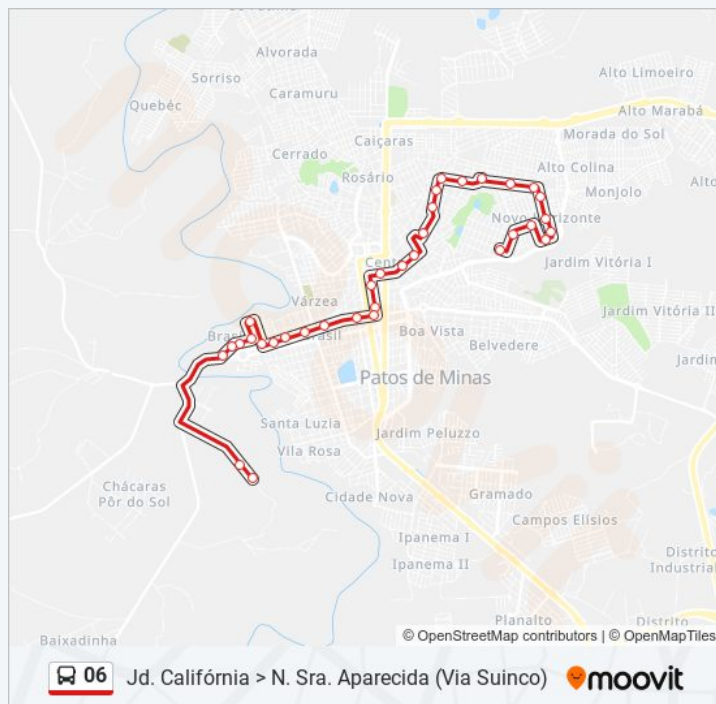 Alvorada
Alto Limoeiro
Sorriso
Caramuru
Quebéc
Alto Marabá
Caiçaras
Morada do Sol
Cerrado
Alto Colina
Rosário
Monjolo
Alto
Novo Horizonte
Jardim Vitória I
Várzea
Jardim Vitória II
Boa Vista
Belvedere
Jardim
Patos de Minas
Santa Luzia
Jardim Peluzzo
Vila Rosa
Chácaras
Pôr do Sol
Cidade Nova
Gramado
Campos Elísios
Ipanema I
Ipanema II
Distrito
Industrial
Planalto
Distrito
Baixadinha
© OpenStreetMap contributors | © OpenMapTiles
06 Jd. Califórnia > N. Sra. Aparecida (Via Suinco) moovit